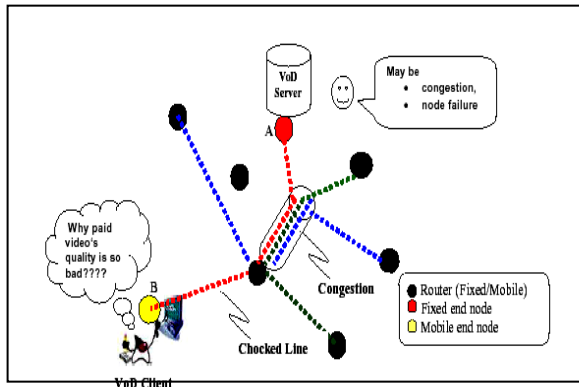 VoD
Server
May be
• congestion,
• node failure
A
Why paid
video's
quality is so
bad????
B
Congestion
Chocked Line
Router (Fixed/Mobile)
Fixed end node
Mobile end node
VoD Client